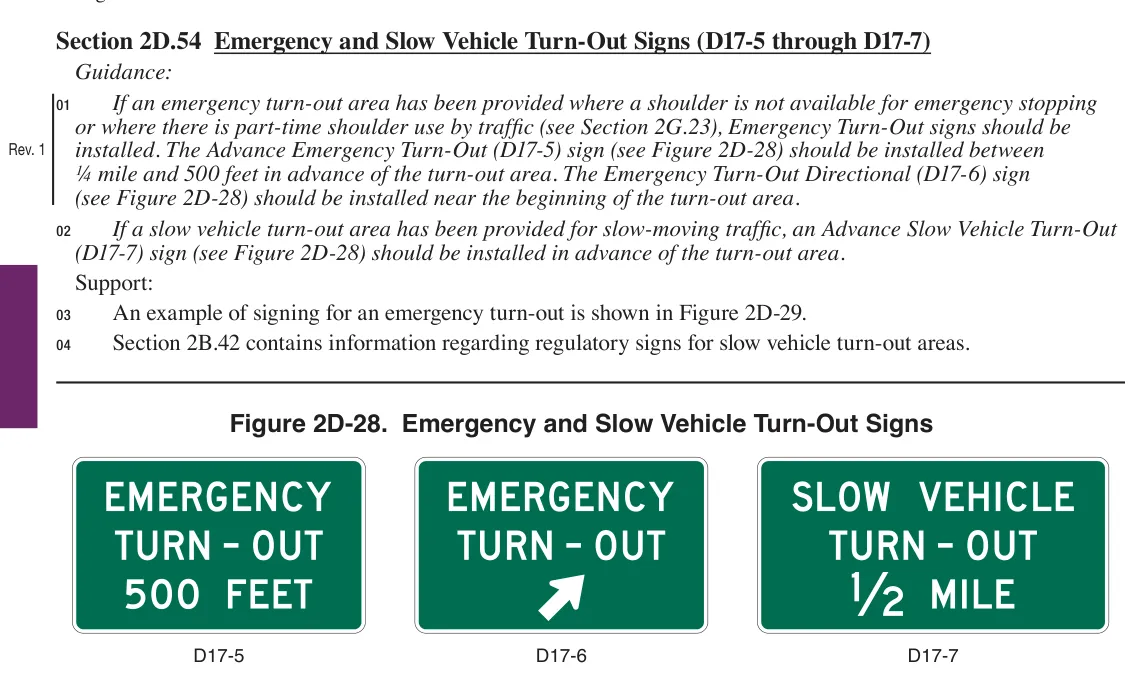 Section 2D.54 Emergency and Slow Vehicle Turn-Out Signs (D17-5 through D17-7)
Guidance:
01 If an emergency turn-out area has been provided where a shoulder is not available for emergency stopping
or where there is part-time shoulder use by traffic (see Section 2G.23), Emergency Turn-Out signs should be
Rev. 1 installed. The Advance Emergency Turn-Out (D17-5) sign (see Figure 2D-28) should be installed between
¼ mile and 500 feet in advance of the turn-out area. The Emergency Turn-Out Directional (D17-6) sign
(see Figure 2D-28) should be installed near the beginning of the turn-out area.
02 If a slow vehicle turn-out area has been provided for slow-moving traffic, an Advance Slow Vehicle Turn-Out
(D17-7) sign (see Figure 2D-28) should be installed in advance of the turn-out area.
Support:
03 An example of signing for an emergency turn-out is shown in Figure 2D-29.
04 Section 2B.42 contains information regarding regulatory signs for slow vehicle turn-out areas.
Figure 2D-28. Emergency and Slow Vehicle Turn-Out Signs
EMERGENCY
TURN - OUT
500 FEET
D17-5
EMERGENCY
TURN - OUT
D17-6
SLOW VEHICLE
TURN - OUT
1/2 MILE
D17-7